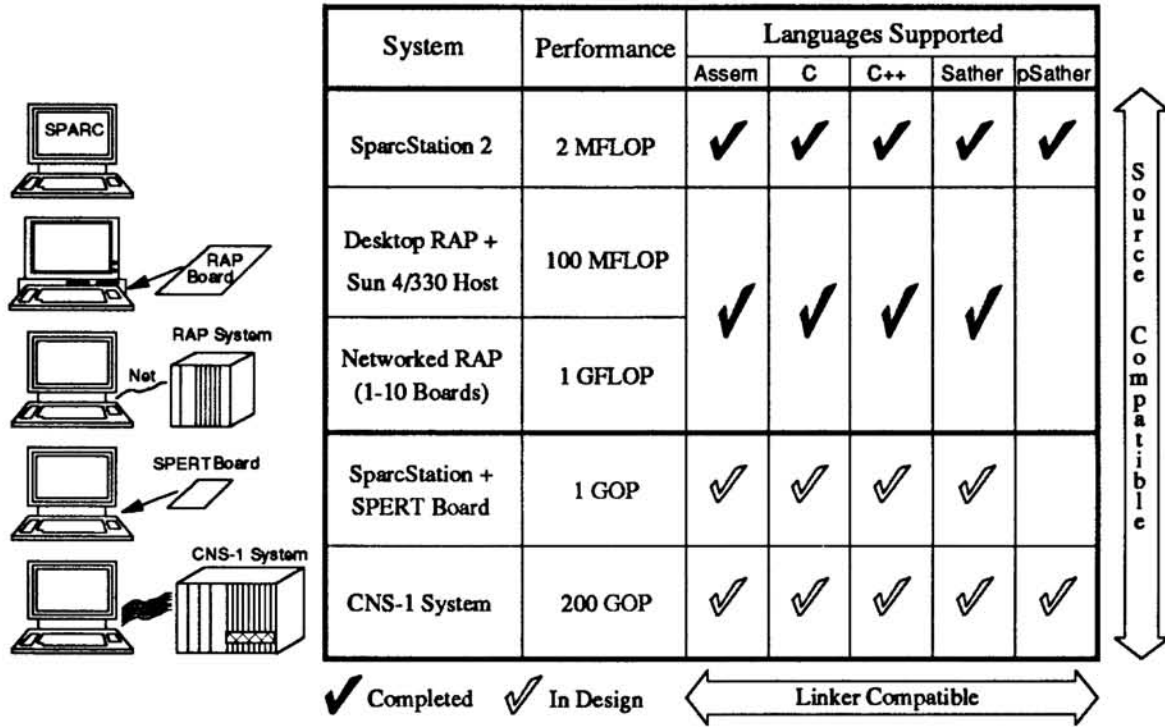 System
Performance
Languages Supported
Assem
C
C++
Sather
pSather
SPARC
SparcStation 2
2 MFLOP
RAP
Board
Desktop RAP +
Sun 4/330 Host
100 MFLOP
RAP System
Net
Networked RAP
(1-10 Boards)
1 GFLOP
SPERT Board
SparcStation +
SPERT Board
1 GOP
CNS-1 System
CNS-1 System
200 GOP
Source Compatible
Completed
In Design
Linker Compatible